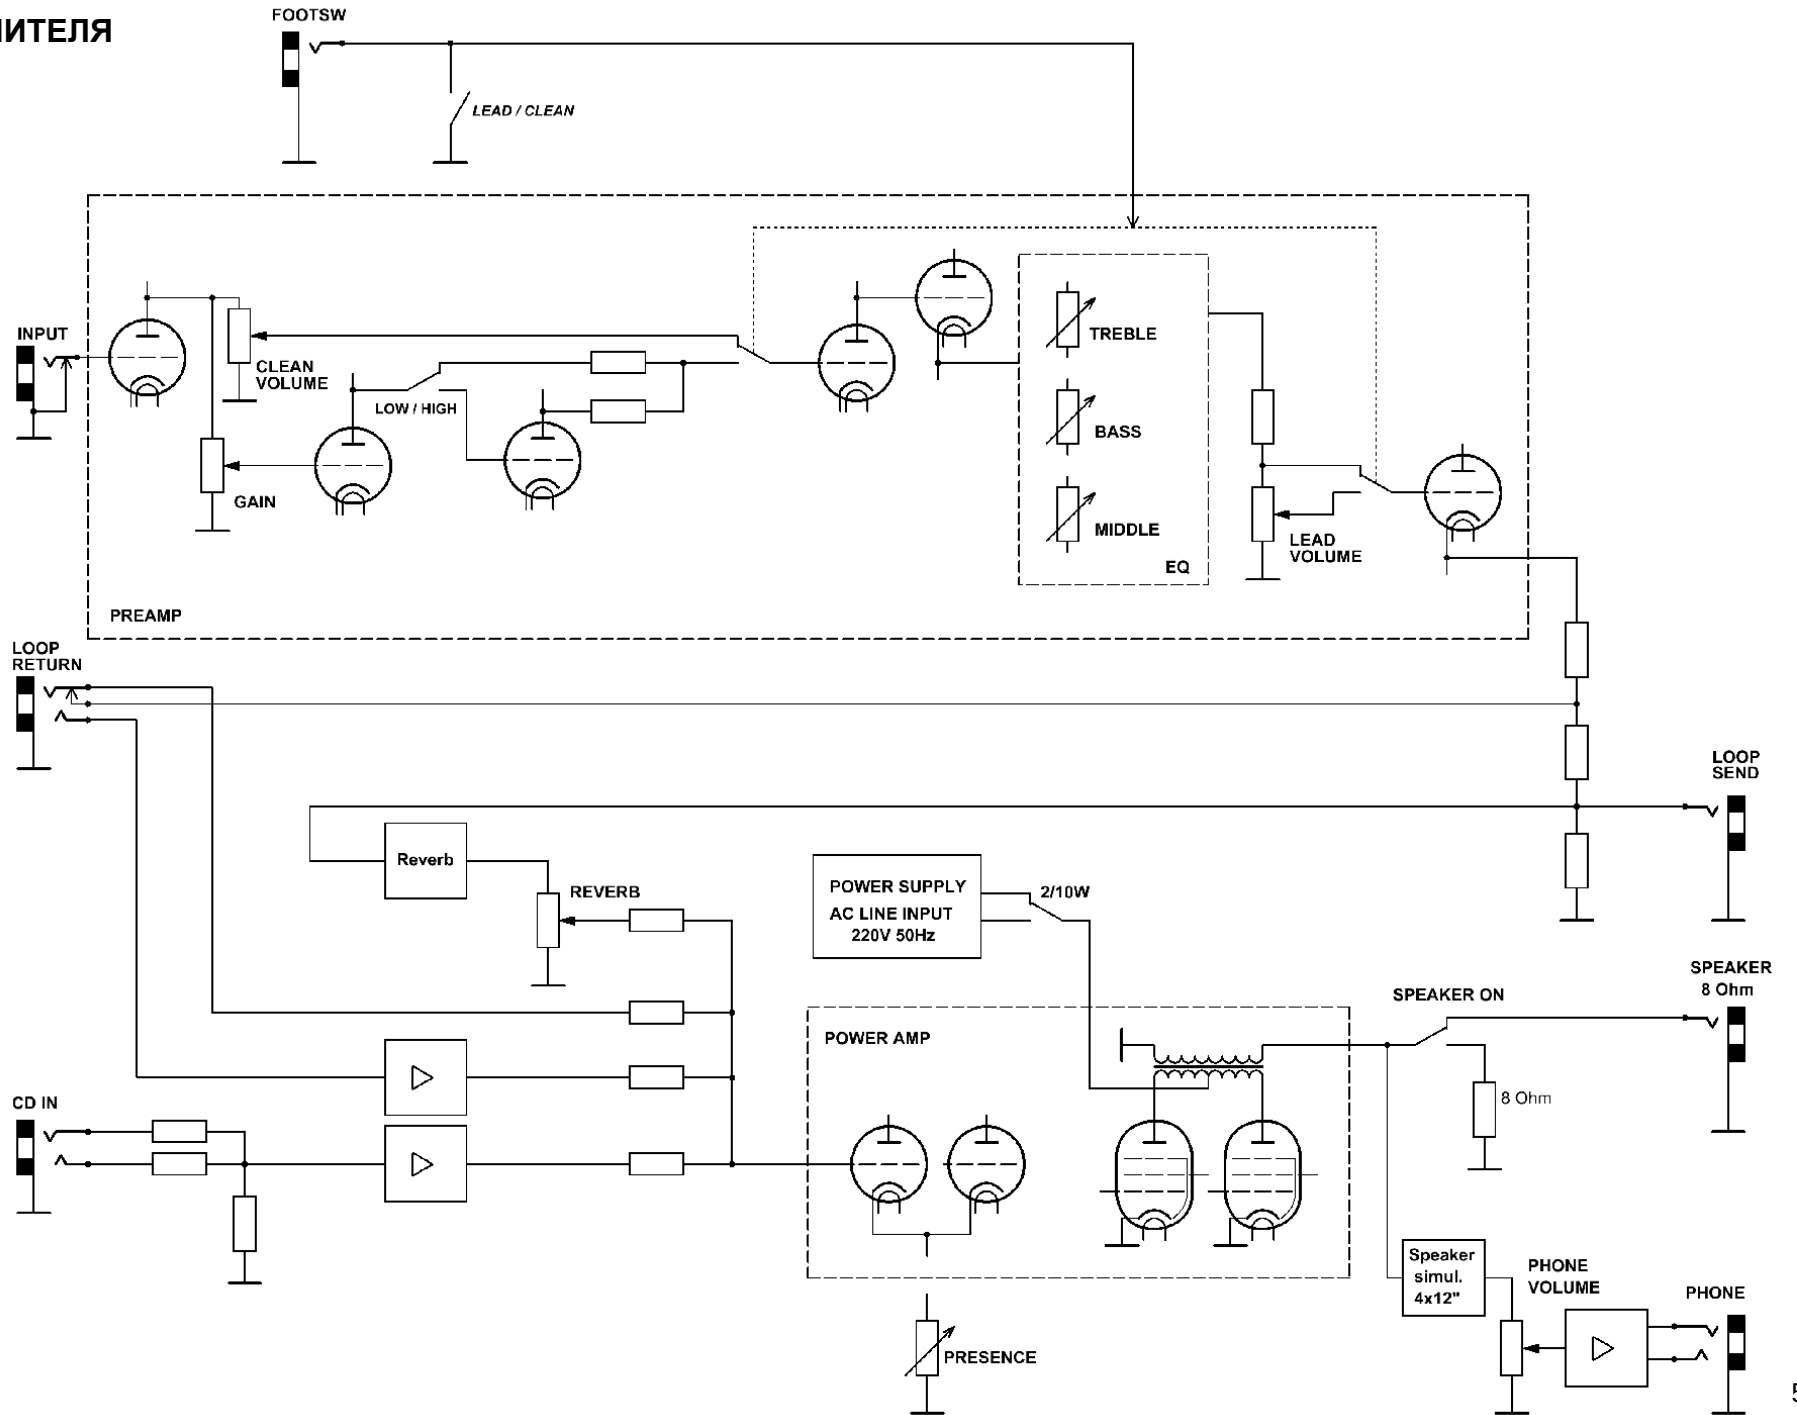 ИТЕЛЯ
FOOTSW
LEAD / CLEAN
INPUT
CLEAN
VOLUME
LOW / HIGH
GAIN
TREBLE
BASS
MIDDLE
EQ
LEAD
VOLUME
PREAMP
LOOP
RETURN
LOOP
SEND
Reverb
REVERB
POWER SUPPLY
AC LINE INPUT
220V 50Hz
2/10W
SPEAKER
8 Ohm
SPEAKER ON
POWER AMP
8 Ohm
CD IN
Speaker
simul.
4x12"
PHONE
VOLUME
PHONE
PRESENCE